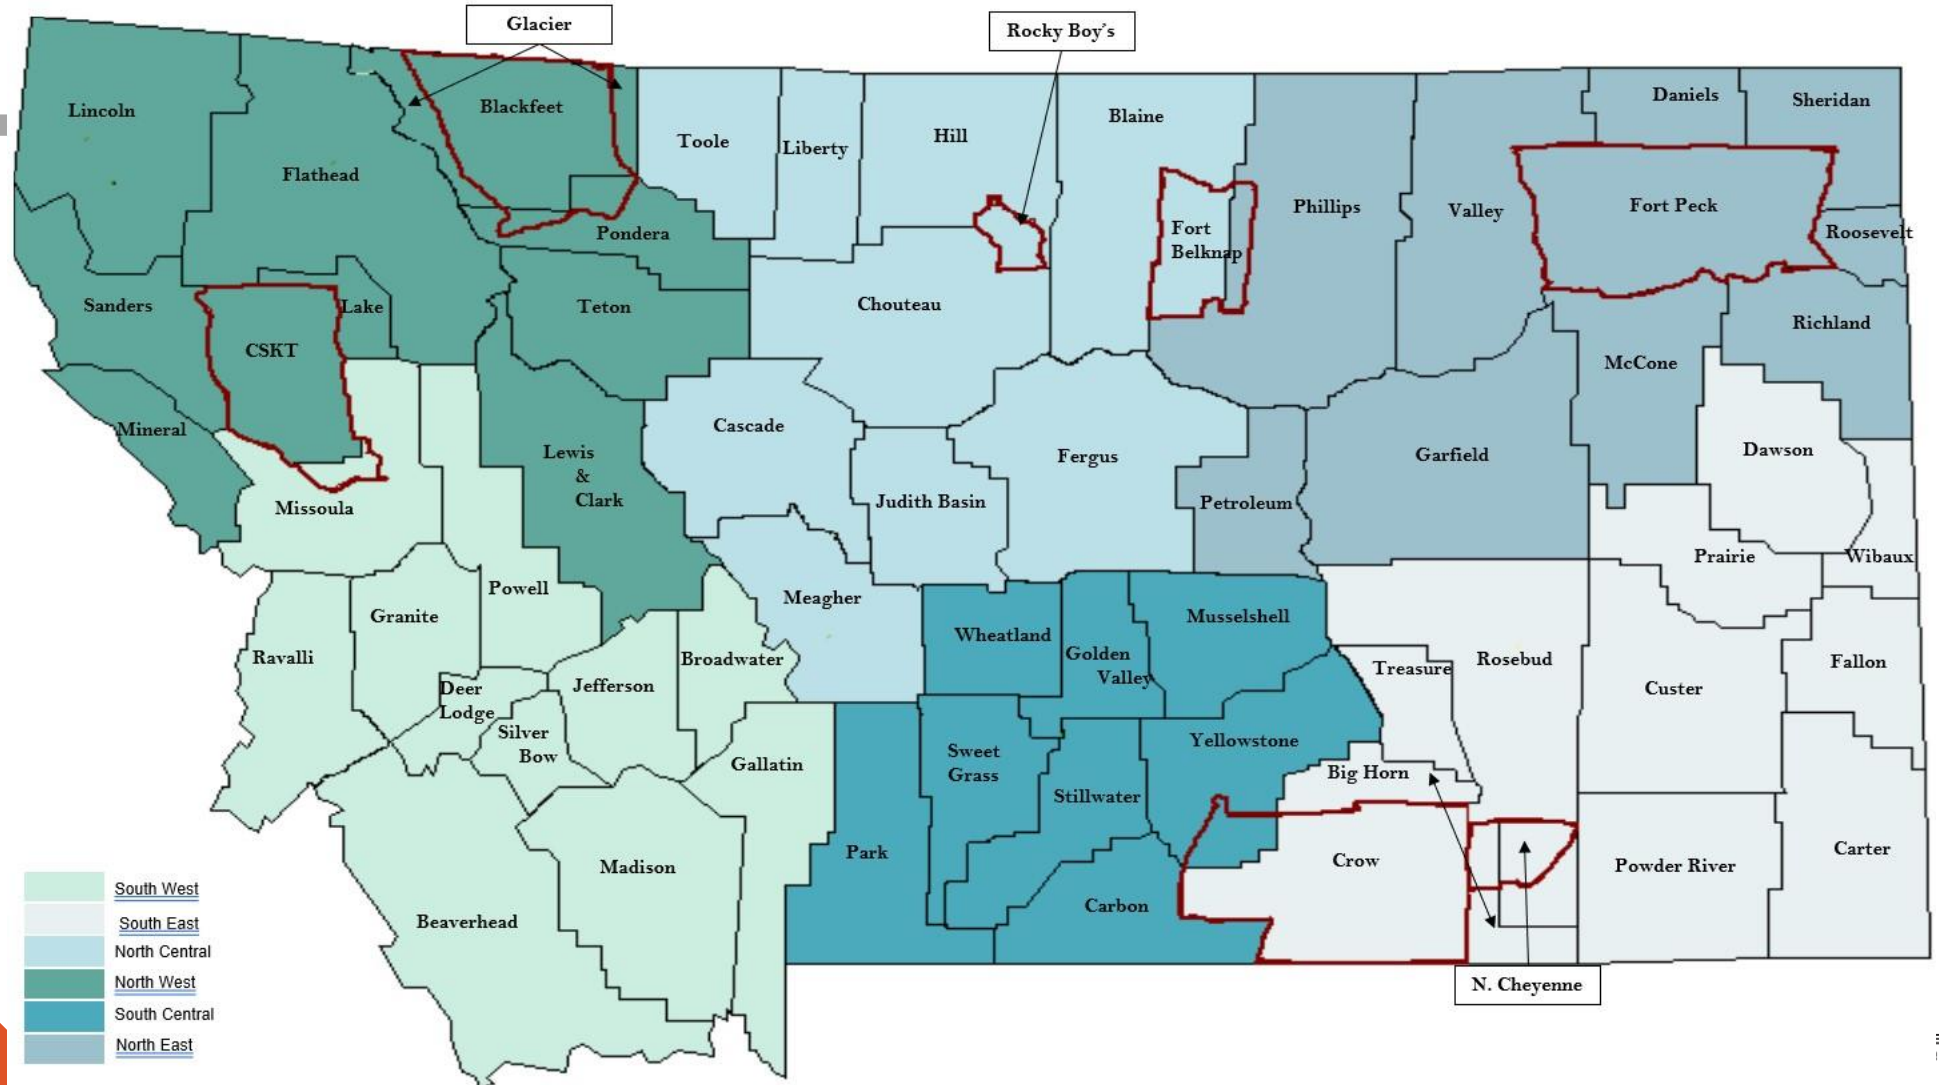 Glacier
Rocky Boy's
Lincoln
Blackfeet
Blaine
Daniels
Sheridan
Toole
Liberty
Hill
Flathead
Phillips
Valley
Fort Peck
Roosevelt
Pondera
Fort
Belknap
Sanders
Lake
Teton
Chouteau
Richland
CSKT
McCone
Mineral
Cascade
Lewis
&
Clark
Fergus
Garfield
Dawson
Judith Basin
Petroleum
Missoula
Prairie
Wibaux
Powell
Meagher
Granite
Wheatland
Musselshell
Golden
Valley
Ravalli
Broadwater
Treasure
Rosebud
Fallon
Deer
Lodge
Jefferson
Custer
Silver
Bow
Gallatin
Sweet
Grass
Yellowstone
Big Horn
Stillwater
Park
Crow
Carter
Madison
Powder River
Beaverhead
Carbon
N. Cheyenne
South West
South East
North Central
North West
South Central
North East